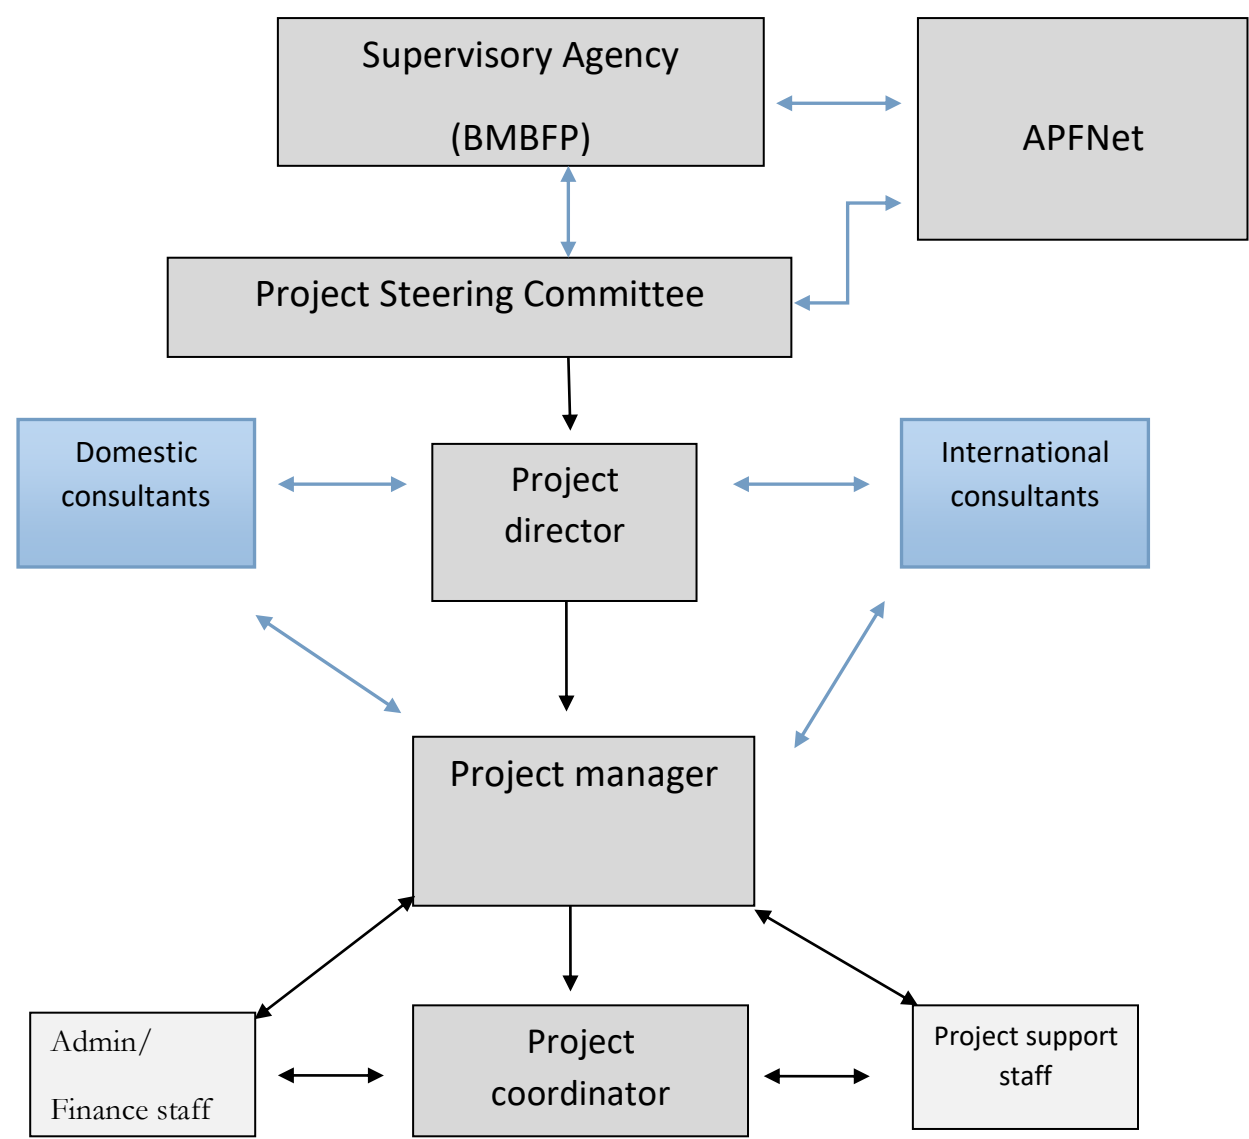 Supervisory Agency
(BMBFP)
APFNet
Project Steering Committee
Domestic
consultants
Project
director
International
consultants
Project manager
Admin/
Finance staff
Project
coordinator
Project support
staff